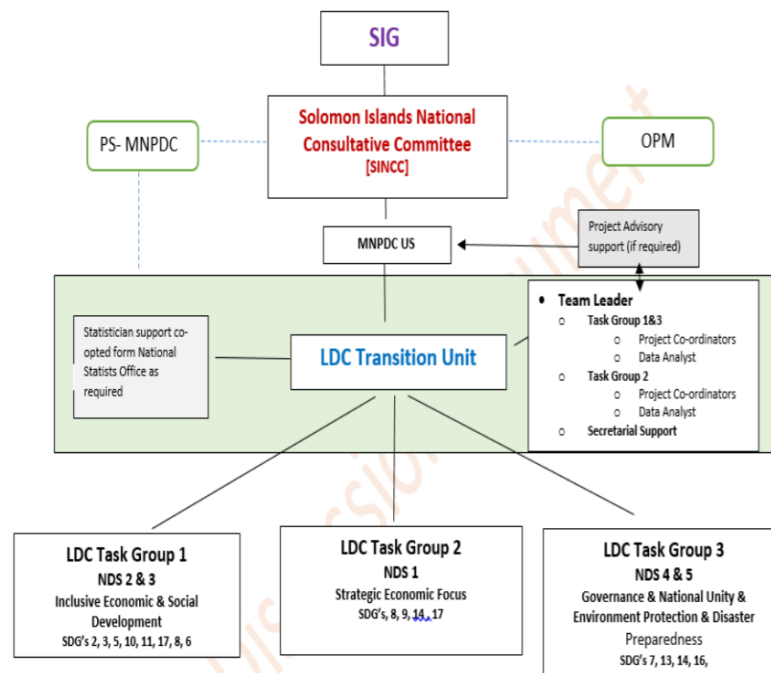 SIG
Solomon Islands National
Consultative Committee
[SINCC]
PS- MNPDC
OPM
MNPDC US
Project Advisory
support (if required)
Statistician support co-
opted form National
Statists Office as
required
LDC Transition Unit
• Team Leader
o Task Group 1&3
o Project Co-ordinators
o Data Analyst
o Task Group 2
o Project Co-ordinators
o Data Analyst
o Secretarial Support
LDC Task Group 1
NDS 2 & 3
Inclusive Economic & Social
Development
SDG's 2, 3, 5, 10, 11, 17, 8, 6
LDC Task Group 2
NDS 1
Strategic Economic Focus
SDG's, 8, 9, 14, 17
LDC Task Group 3
NDS 4 & 5
Governance & National Unity &
Environment Protection & Disaster
Preparedness
SDG's 7, 13, 14, 16,